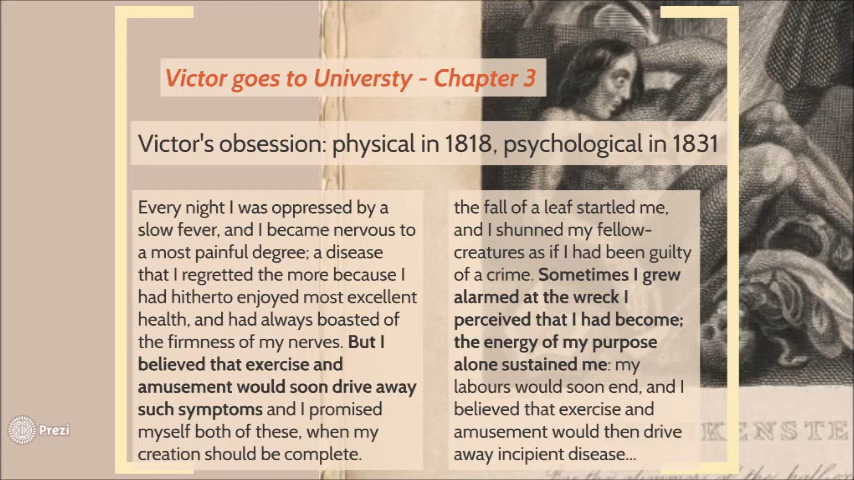 Victor goes to Universty - Chapter 3
Victor's obsession: physical in 1818, psychological in 1831
Every night I was oppressed by a
slow fever, and I became nervous to
a most painful degree; a disease
that I regretted the more because I
had hitherto enjoyed most excellent
health, and had always boasted of
the firmness of my nerves. But I
believed that exercise and
amusement would soon drive away
such symptoms and I promised
myself both of these, when my
creation should be complete.
the fall of a leaf startled me,
and I shunned my fellow-
creatures as if I had been guilty
of a crime. Sometimes I grew
alarmed at the wreck I
perceived that I had become;
the energy of my purpose
alone sustained me: my
labours would soon end, and I
believed that exercise and
amusement would then drive
away incipient disease...
Prezi
KENSTE